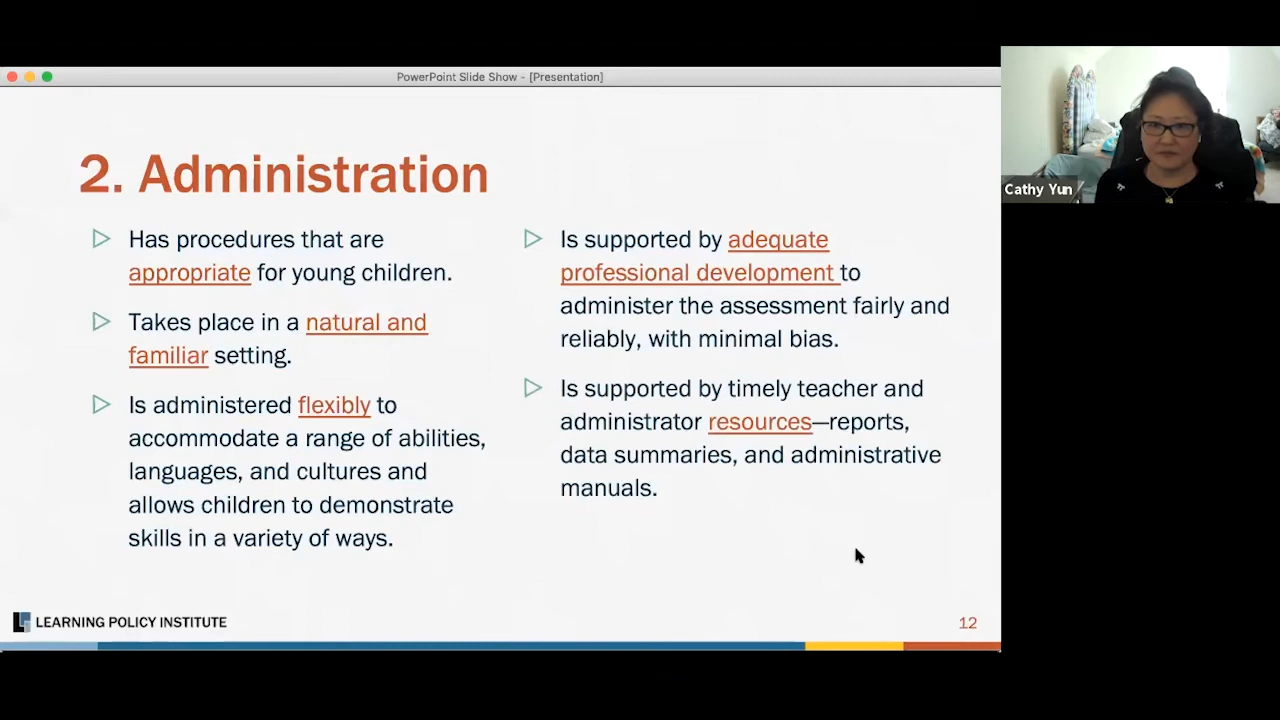 PowerPoint Slide Show - [Presentation]
2. Administration
Has procedures that are
appropriate for young children.
Takes place in a natural and
familiar setting.
Is administered flexibly to
accommodate a range of abilities,
languages, and cultures and
allows children to demonstrate
skills in a variety of ways.
Is supported by adequate
professional development to
administer the assessment fairly and
reliably, with minimal bias.
Is supported by timely teacher and
administrator resources—reports,
data summaries, and administrative
manuals.
LEARNING POLICY INSTITUTE
12
Cathy Yun